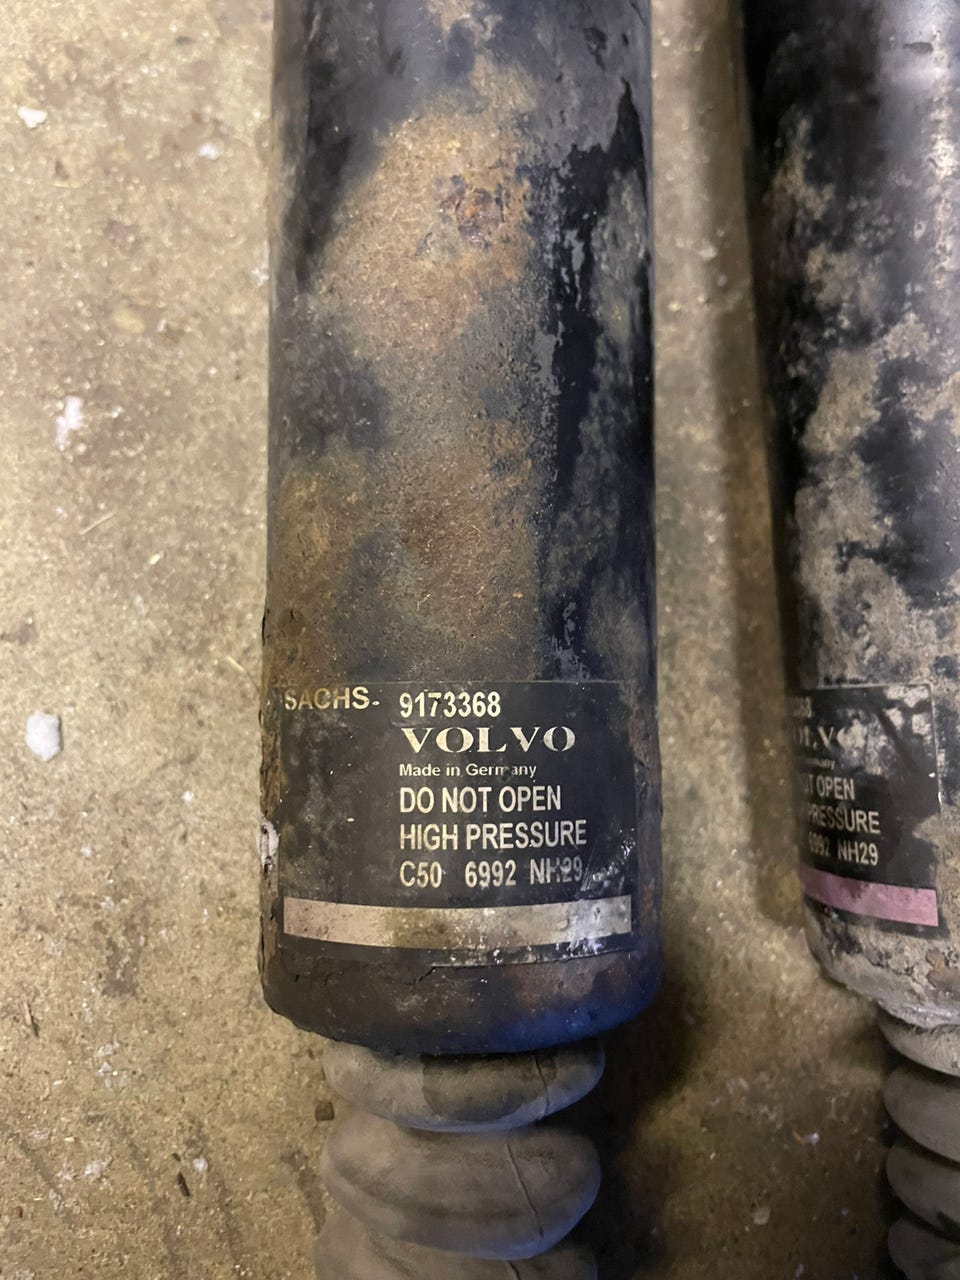 SACHS- 9173368
VOLVO
Made in Germany
DO NOT OPEN
HIGH PRESSURE
C50 6992 NH29
OPEN
PRESSURE
6992 NH29